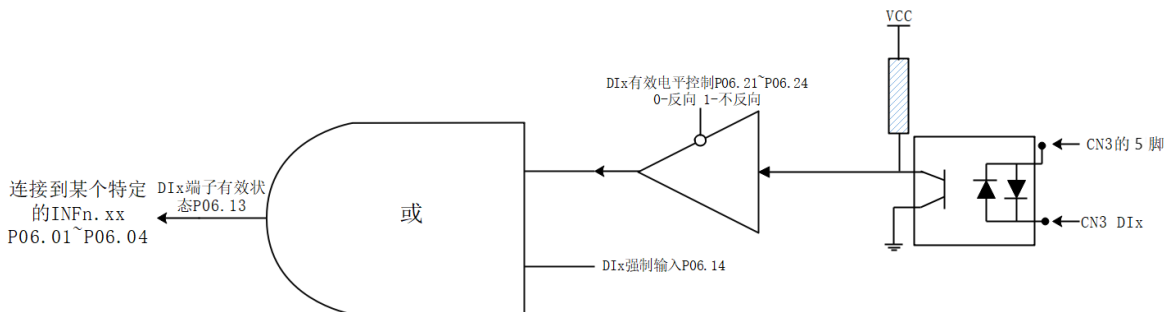 VCC
DIx有效电平控制P06.21~P06.24
0-反向 1-不反向
CN3的 5 脚
连接到某个特定
的INFn.xx
P06.01~P06.04
DIx端子有效状
态P06.13
或
CN3 DIx
DIx强制输入P06.14